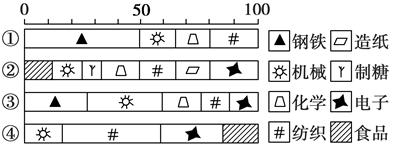 0 50 100
① 钢铁 造纸
② 机械 制糖
③ 化学 电子
④ 纺织 食品